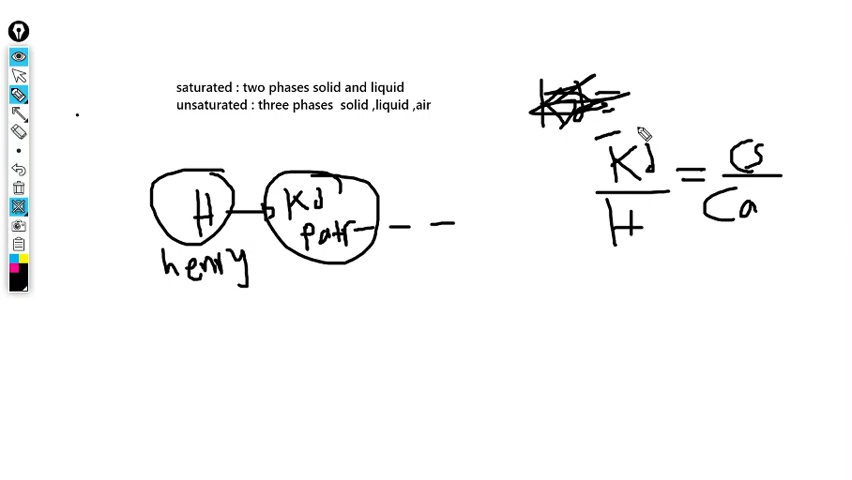 saturated : two phases solid and liquid
unsaturated : three phases  solid ,liquid ,air
Kd = Cs
H Ca
H
Kd
henry